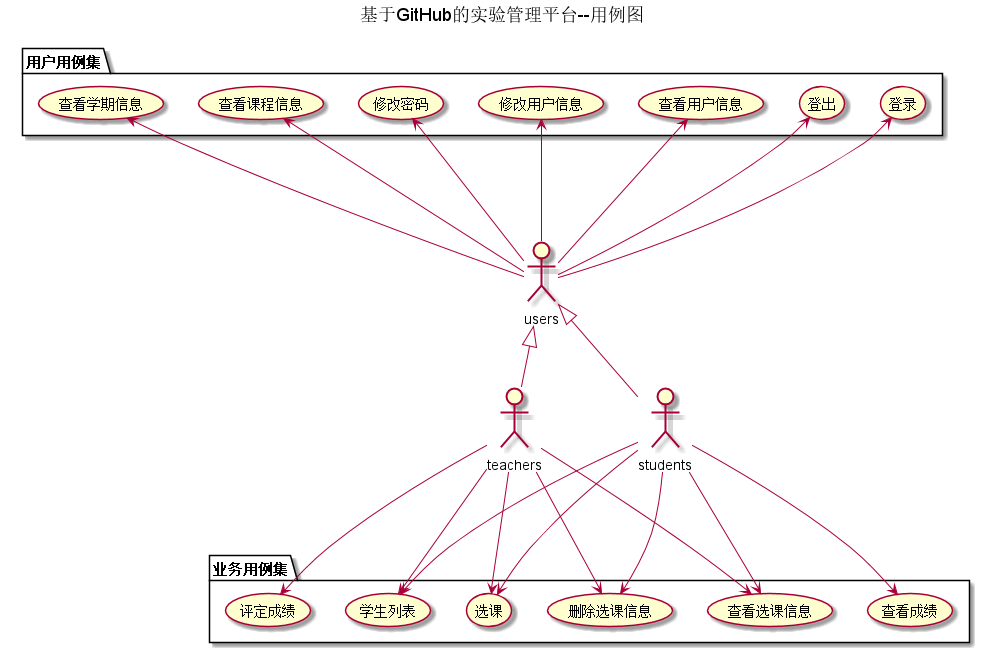 基于GitHub的实验管理平台--用例图
用户用例集
查看学期信息
查看课程信息
修改密码
修改用户信息
查看用户信息
登出
登录
users
teachers
students
业务用例集
评定成绩
学生列表
选课
删除选课信息
查看选课信息
查看成绩